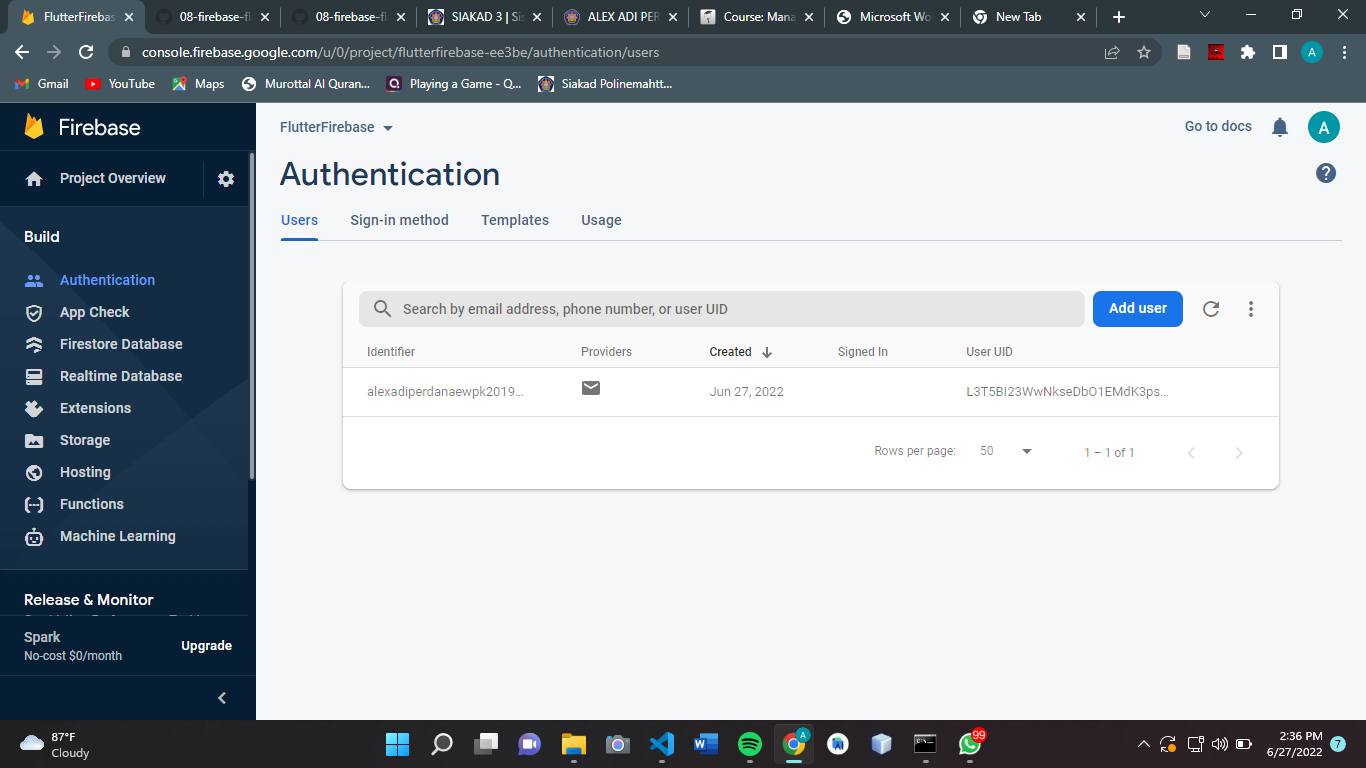 FlutterFirebas
08-firebase-fl
08-firebase-fl
SIAKAD 3 | Si
ALEX ADI PER
Course: Mana
Microsoft Wo
New Tab
console.firebase.google.com/u/0/project/flutterfirebase-ee3be/authentication/users
A
Gmail
YouTube
Maps
Murottal Al Quran...
Playing a Game - Q...
Siakad Polinemahtt...
Firebase
FlutterFirebase
Go to docs
A
Project Overview
Authentication
Users
Sign-in method
Templates
Usage
Build
Authentication
App Check
Firestore Database
Realtime Database
Extensions
Storage
Hosting
Functions
Machine Learning
Release & Monitor
Spark
No-cost $0/month
Upgrade
Search by email address, phone number, or user UID
Add user
Identifier
Providers
Created
Signed In
User UID
alexadiperdanaewpk2019...
Jun 27, 2022
L3T5BI23WwNkseDbO1EMdK3ps...
Rows per page:
50
1 – 1 of 1
87°F
Cloudy
A
99
2:36 PM
6/27/2022
7